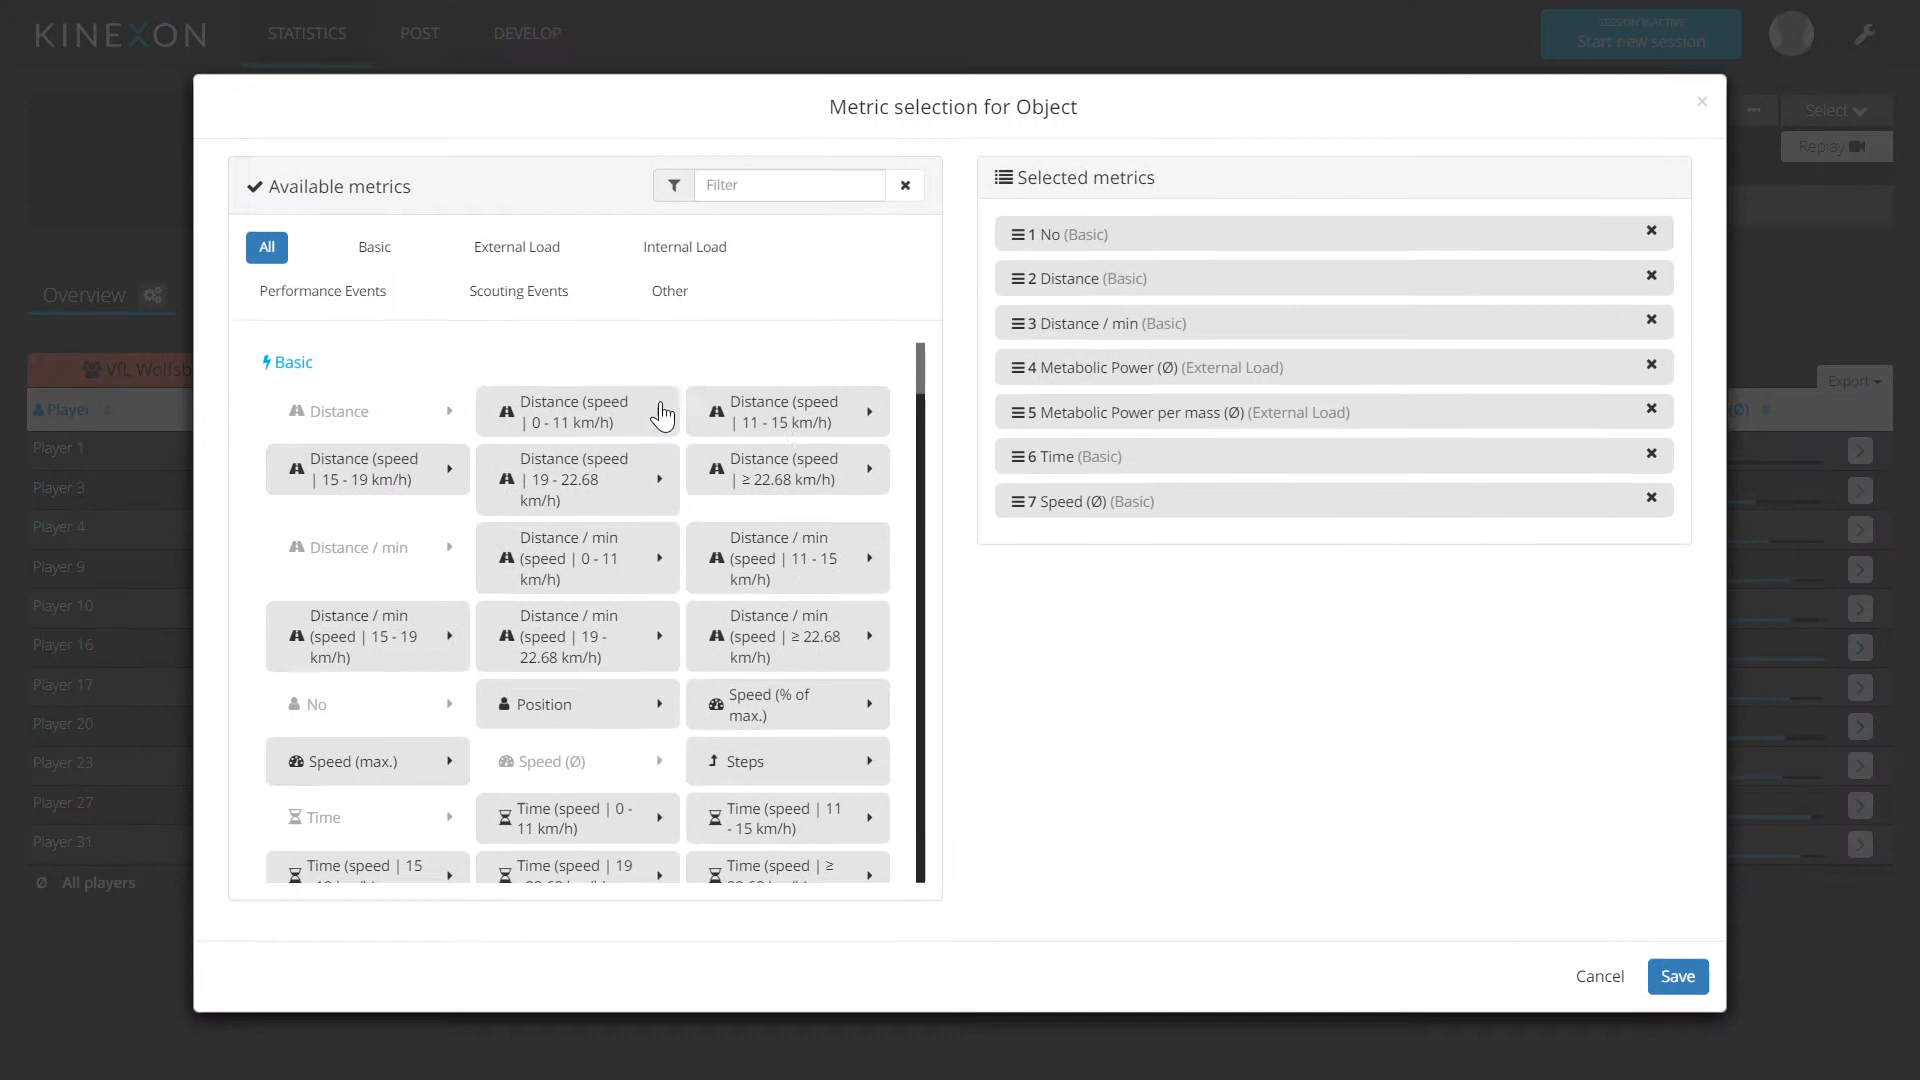 KINEXON
STATISTICS
POST
DEVELOP
SESSION INACTIVE
Start new session
Metric selection for Object
×
Select
Replay
Available metrics
Filter
All
Basic
External Load
Internal Load
Performance Events
Scouting Events
Other
Basic
Distance
Distance (speed
| 0 - 11 km/h)
Distance (speed
| 11 - 15 km/h)
Distance (speed
| 15 - 19 km/h)
Distance (speed
| 19 - 22.68
km/h)
Distance (speed
| ≥ 22.68 km/h)
Distance / min
Distance / min
(speed | 0 - 11
km/h)
Distance / min
(speed | 11 - 15
km/h)
Distance / min
(speed | 15 - 19
km/h)
Distance / min
(speed | 19 -
22.68 km/h)
Distance / min
(speed | ≥ 22.68
km/h)
No
Position
Speed (% of
max.)
Speed (max.)
Speed (Ø)
Steps
Time
Time (speed | 0 -
11 km/h)
Time (speed | 11
- 15 km/h)
Time (speed | 15
Time (speed | 19
Time (speed | ≥
Selected metrics
1 No (Basic)
2 Distance (Basic)
3 Distance / min (Basic)
4 Metabolic Power (Ø) (External Load)
5 Metabolic Power per mass (Ø) (External Load)
6 Time (Basic)
7 Speed (Ø) (Basic)
Cancel
Save
Overview
VfL Wolfsb
Export
Player
(Ø)
Player 1
Player 3
Player 4
Player 9
Player 10
Player 16
Player 17
Player 20
Player 23
Player 27
Player 31
Ø All players